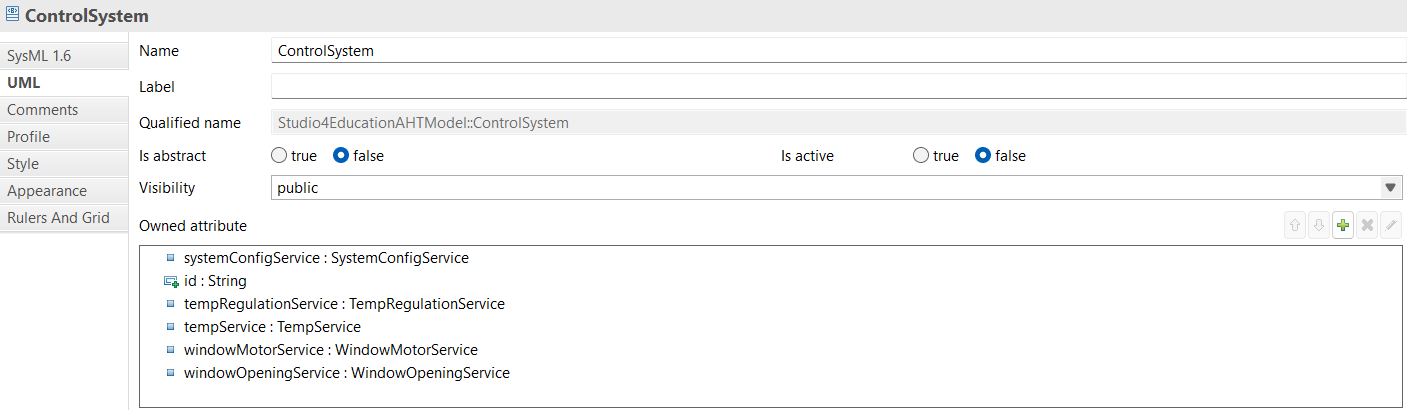 ControlSystem
SysML 1.6
UML
Comments
Profile
Style
Appearance
Rulers And Grid
Name ControlSystem
Label
Qualified name Studio4EducationAHTModel::ControlSystem
Is abstract true false Is active true false
Visibility public
Owned attribute
systemConfigService : SystemConfigService
id : String
tempRegulationService : TempRegulationService
tempService : TempService
windowMotorService : WindowMotorService
windowOpeningService : WindowOpeningService